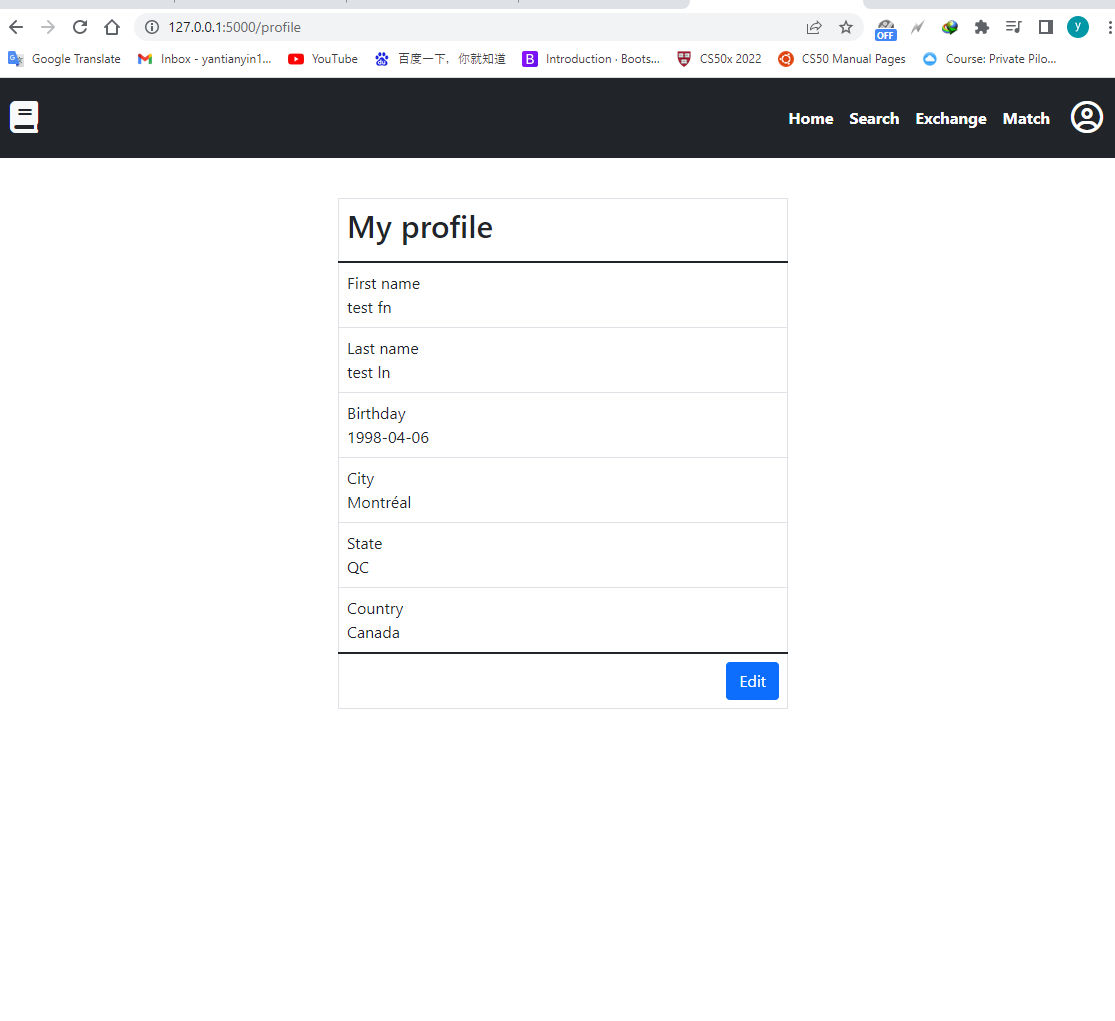 127.0.0.1:5000/profile
OFF
y
Google Translate
Inbox - yantianyin1...
YouTube
百度一下，你就知道
B
Introduction · Boots...
CS50x 2022
CS50 Manual Pages
Course: Private Pilo...
Home
Search
Exchange
Match
My profile
First name
test fn
Last name
test ln
Birthday
1998-04-06
City
Montréal
State
QC
Country
Canada
Edit